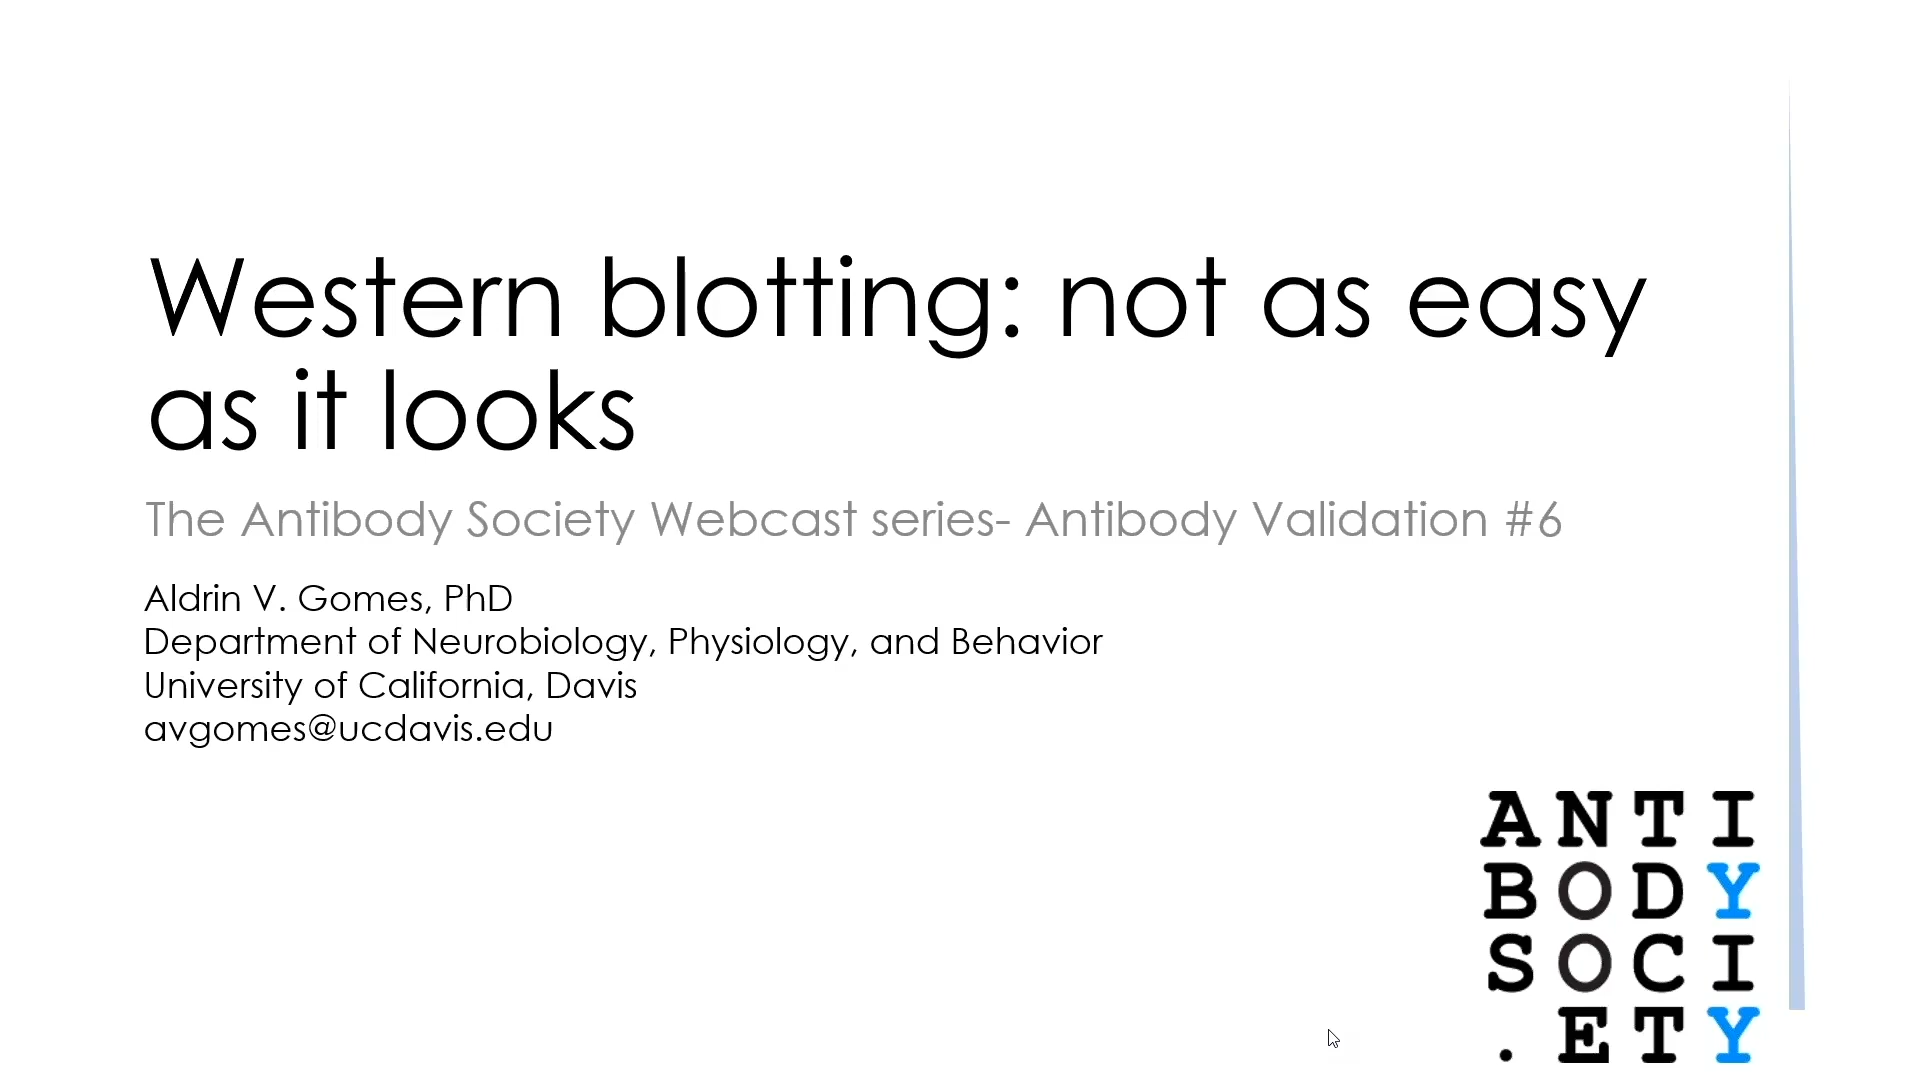 Western blotting: not as easy
as it looks
The Antibody Society Webcast series- Antibody Validation #6
Aldrin V. Gomes, PhD
Department of Neurobiology, Physiology, and Behavior
University of California, Davis
avgomes@ucdavis.edu
ANTI
BODY
SOCI
.ETY